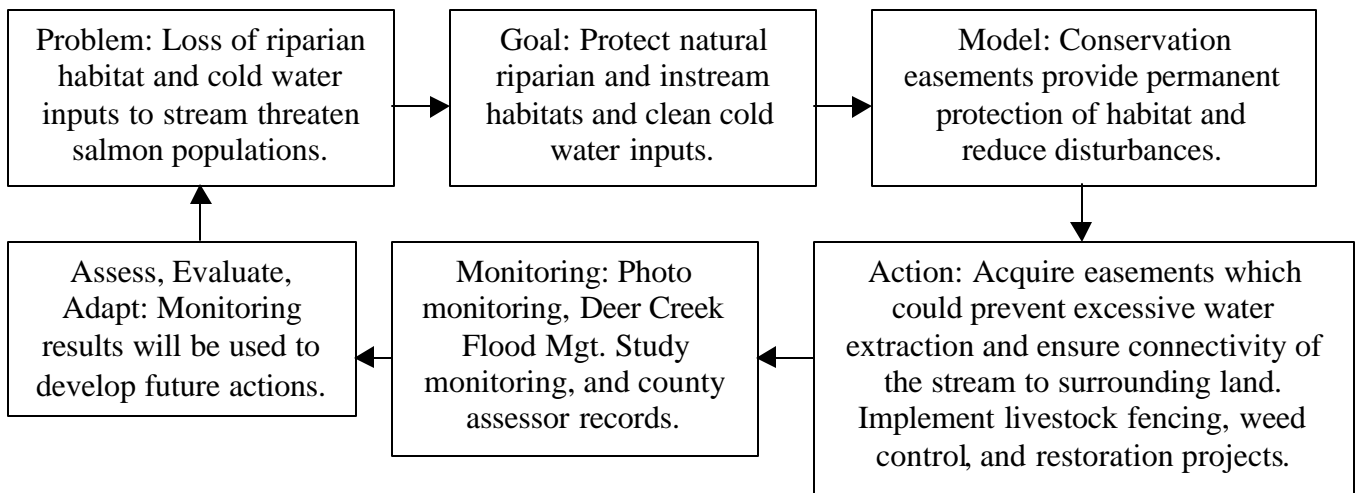 Problem: Loss of riparian
habitat and cold water
inputs to stream threaten
salmon populations.
Goal: Protect natural
riparian and instream
habitats and clean cold
water inputs.
Model: Conservation
easements provide permanent
protection of habitat and
reduce disturbances.
Action: Acquire easements which
could prevent excessive water
extraction and ensure connectivity of
the stream to surrounding land.
Implement livestock fencing, weed
control, and restoration projects.
Monitoring: Photo
monitoring, Deer Creek
Flood Mgt. Study
monitoring, and county
assessor records.
Assess, Evaluate,
Adapt: Monitoring
results will be used to
develop future actions.